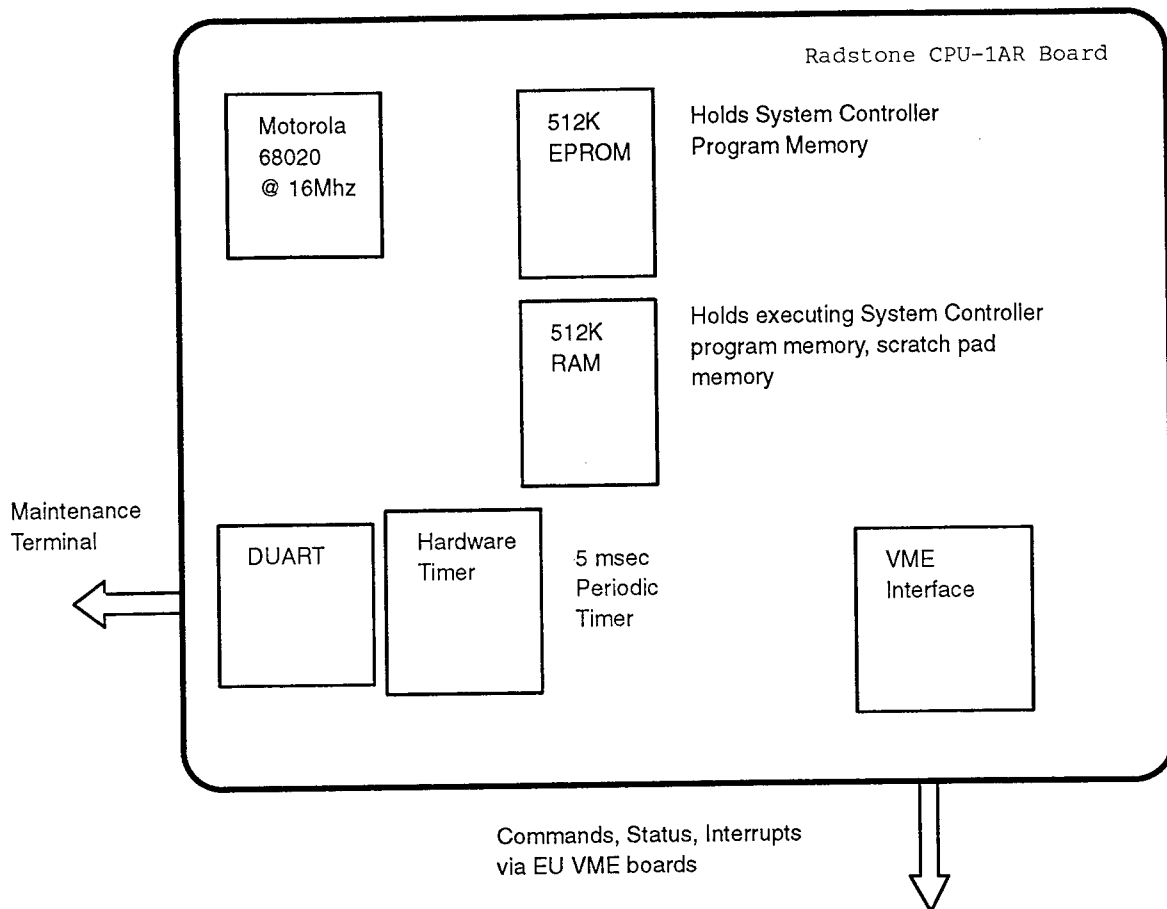 Radstone CPU-1AR Board
Motorola
68020
@ 16Mhz
512K
EPROM
Holds System Controller
Program Memory
512K
RAM
Holds executing System Controller
program memory, scratch pad
memory
Maintenance
Terminal
DUART
Hardware
Timer
5 msec
Periodic
Timer
VME
Interface
Commands, Status, Interrupts
via EU VME boards